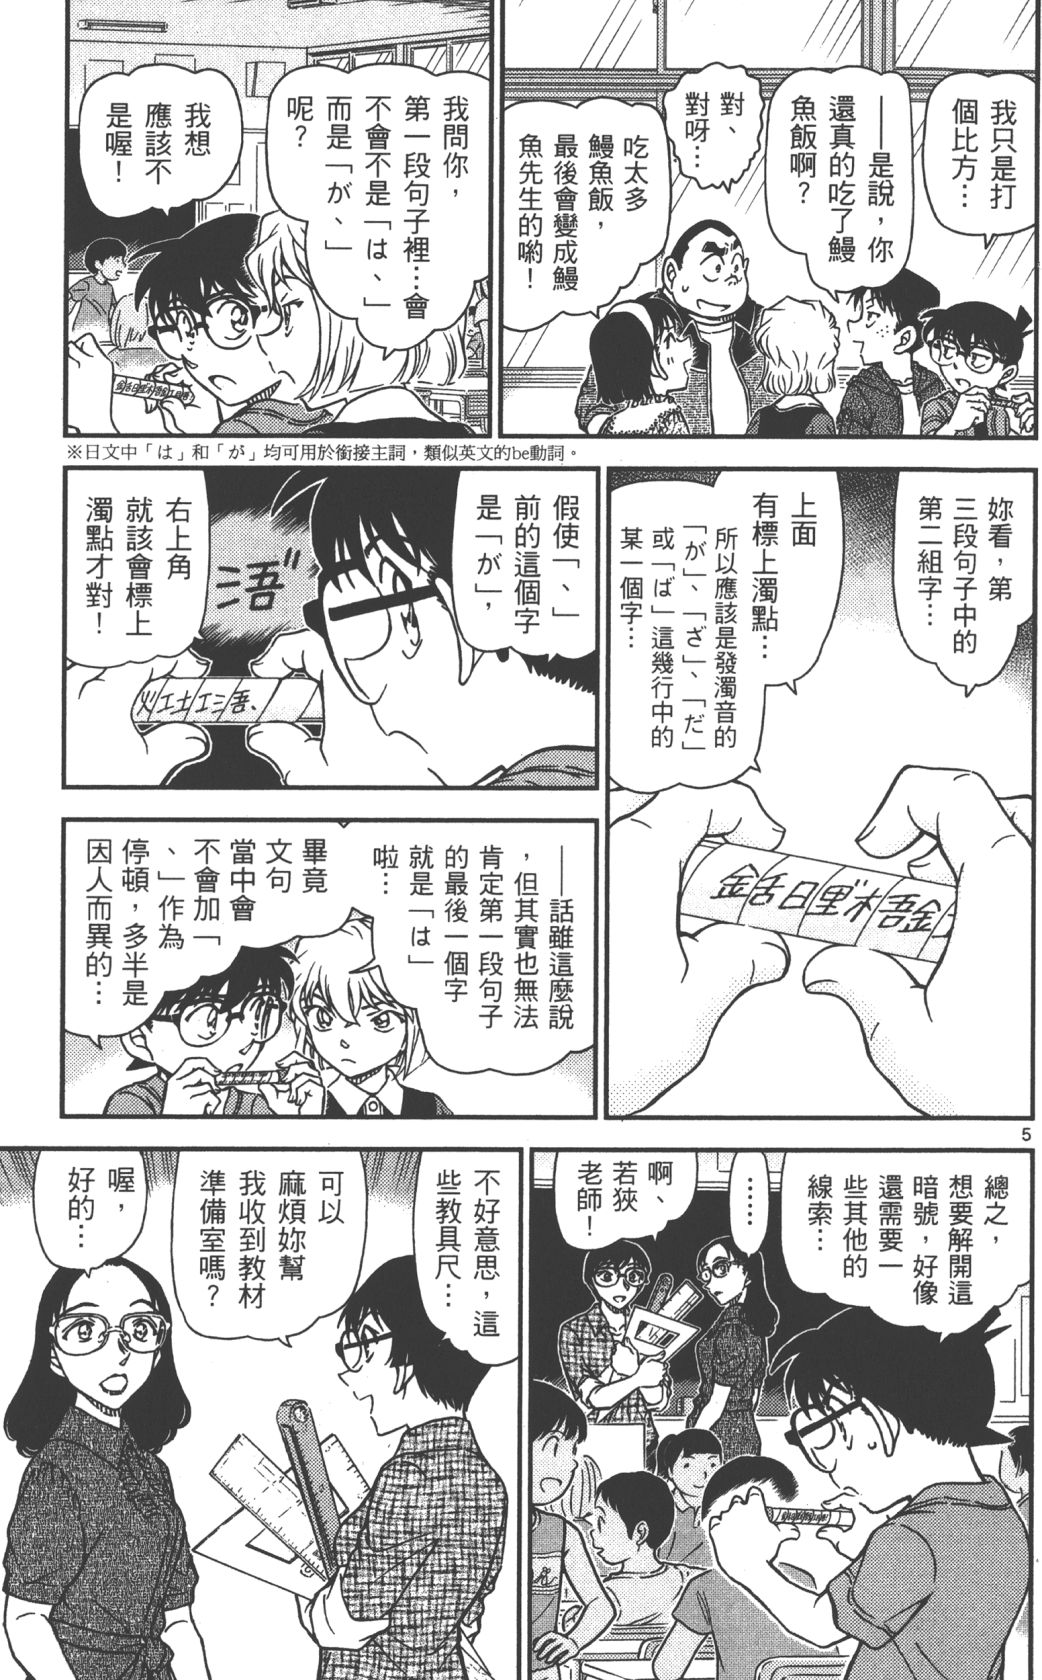 我只是打
個比方…
──是說，你
還真的吃了鰻
魚飯啊？
對、
對呀…
吃太多
鰻魚飯，
最後會變成鰻
魚先生的喲！
我問你，
第一段句子裡…會
不會不是「は、」
而是「が、」
呢？
我想
應該不
是喔！
※日文中「は」和「が」均可用於銜接主詞，類似英文的be動詞。
妳看，第
三段句子中的
第二組字…
上面
有標上濁點…
所以應該是發濁音的
「が」、「ざ」、「だ」
或「ば」這幾行中的
某一個字…
假使「、」
前的這個字
是「が」，
右上角
就該會標上
濁點才對！
──話雖這麼說
，但其實也無法
肯定第一段句子
的最後一個字
就是「は」
啦…
畢竟
文句
當中會
不會加「
、」作為
停頓，多半是
因人而異的…
5
總之，
想要解開這
暗號，好像
還需要一
些其他的
線索…
……
啊、
若狹
老師！
不好意思，這
些教具尺…
可以
麻煩妳幫
我收到教材
準備室嗎？
喔，
好的…